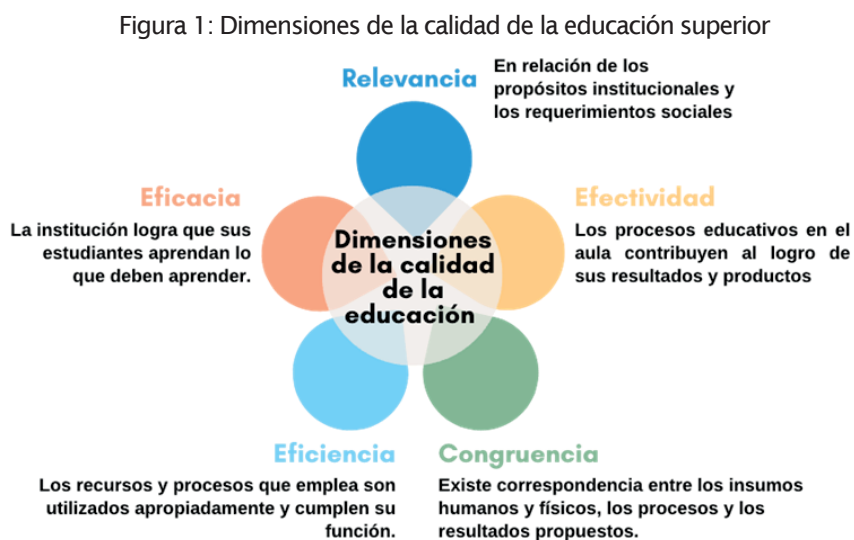 Figura 1: Dimensiones de la calidad de la educación superior
Relevancia
En relación de los
propósitos institucionales y
los requerimientos sociales
Eficacia
La institución logra que sus
estudiantes aprendan lo
que deben aprender.
Efectividad
Los procesos educativos en el
aula contribuyen al logro de
sus resultados y productos
Dimensiones
de la calidad
de la
educación
Eficiencia
Los recursos y procesos que emplea son
utilizados apropiadamente y cumplen su
función.
Congruencia
Existe correspondencia entre los insumos
humanos y físicos, los procesos y los
resultados propuestos.